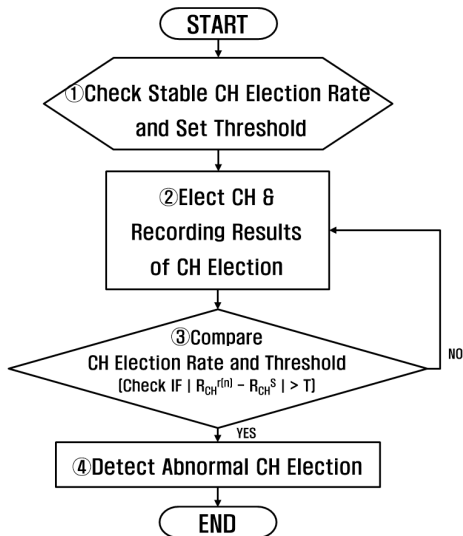 START
①Check Stable CH Election Rate
and Set Threshold
②Elect CH &
Recording Results
of CH Election
③Compare
CH Election Rate and Threshold
[Check IF | R_CH^r[n] – R_CH^S | > T]
NO
YES
④Detect Abnormal CH Election
END